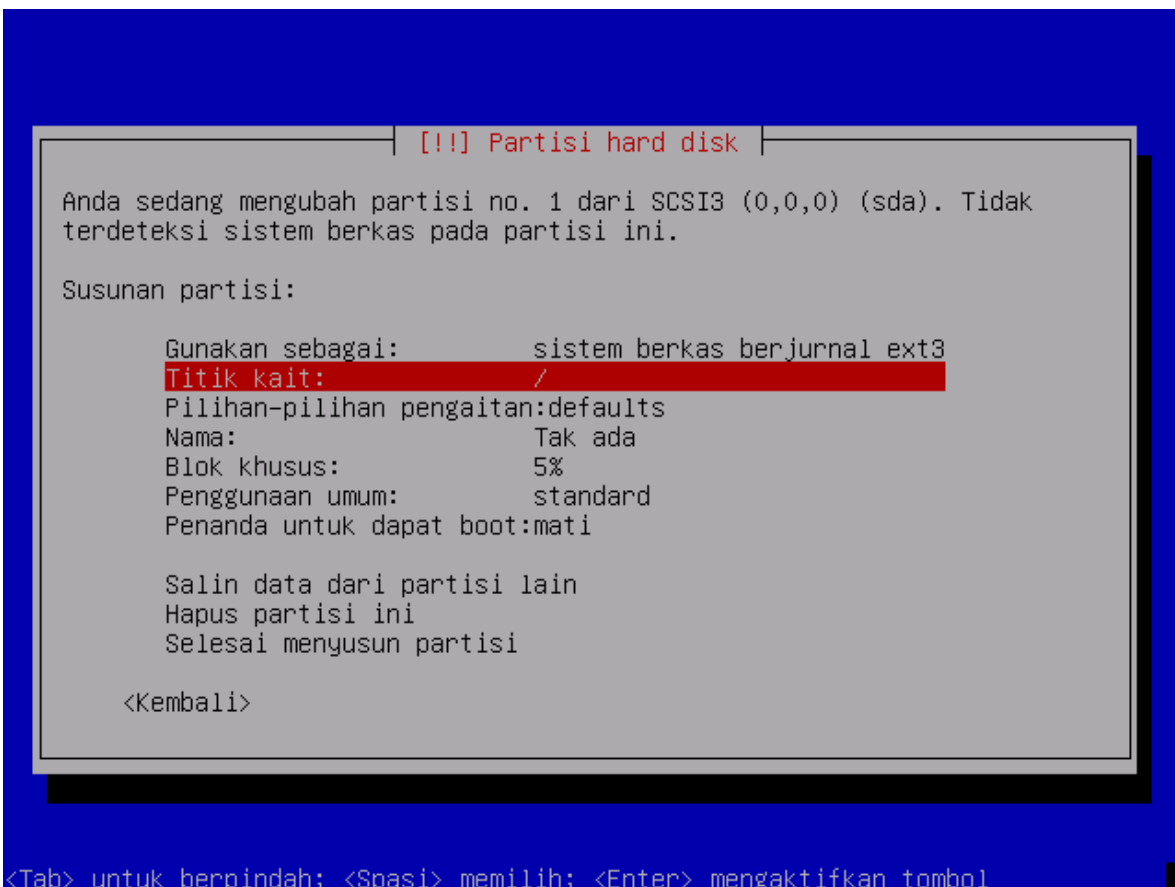 [!!] Partisi hard disk
Anda sedang mengubah partisi no. 1 dari SCSI3 (0,0,0) (sda). Tidak
terdeteksi sistem berkas pada partisi ini.
Susunan partisi:
Gunakan sebagai: sistem berkas berjurnal ext3
Titik kait: /
Pilihan-pilihan pengaitan:defaults
Nama: Tak ada
Blok khusus: 5%
Penggunaan umum: standard
Penanda untuk dapat boot:mati
Salin data dari partisi lain
Hapus partisi ini
Selesai menyusun partisi
<Kembali>
<Tab> untuk berpindah; <Spasi> memilih; <Enter> mengaktifkan tombol